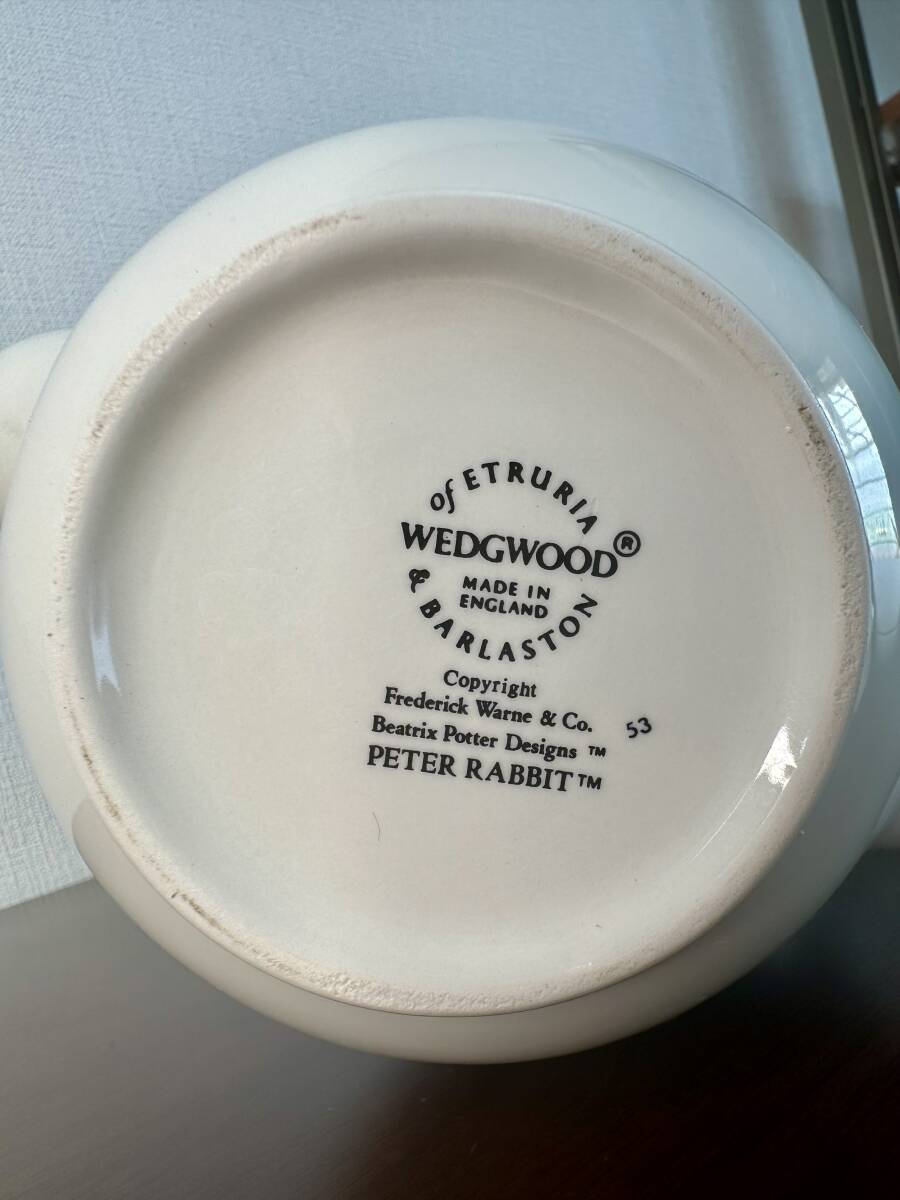 of ETRURIA
WEDGWOOD®
MADE IN
ENGLAND
& BARLASTON
Copyright
Frederick Warne & Co.
53
Beatrix Potter Designs ™
PETER RABBIT™